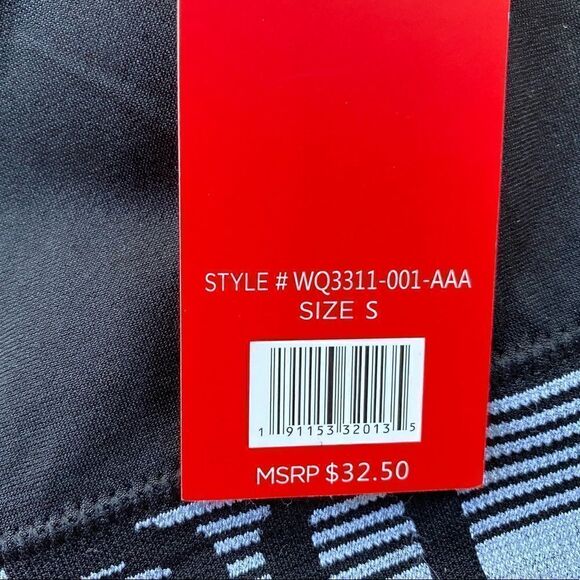 STYLE # WQ3311-001-AAA
SIZE S
1 91153 32013 5
MSRP $32.50